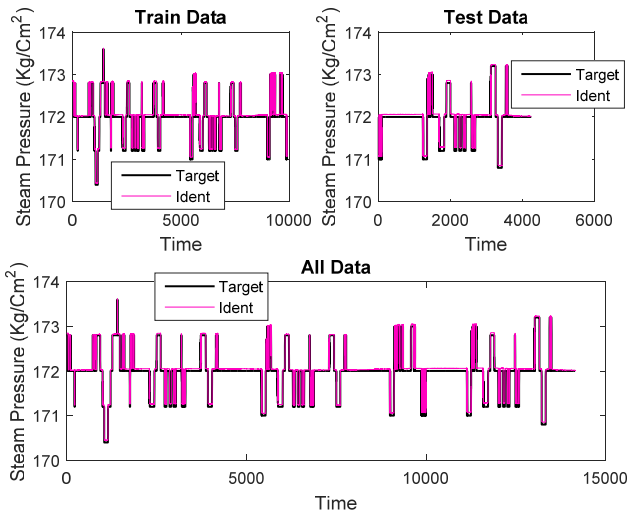 Train Data
Steam Pressure (Kg/Cm²)
174
173
172
171
170
0
5000
10000
Time
Target
Ident
Test Data
Steam Pressure (Kg/Cm²)
174
173
172
171
170
0
2000
4000
6000
Time
Target
Ident
All Data
Steam Pressure (Kg/Cm²)
174
173
172
171
170
0
5000
10000
15000
Time
Target
Ident